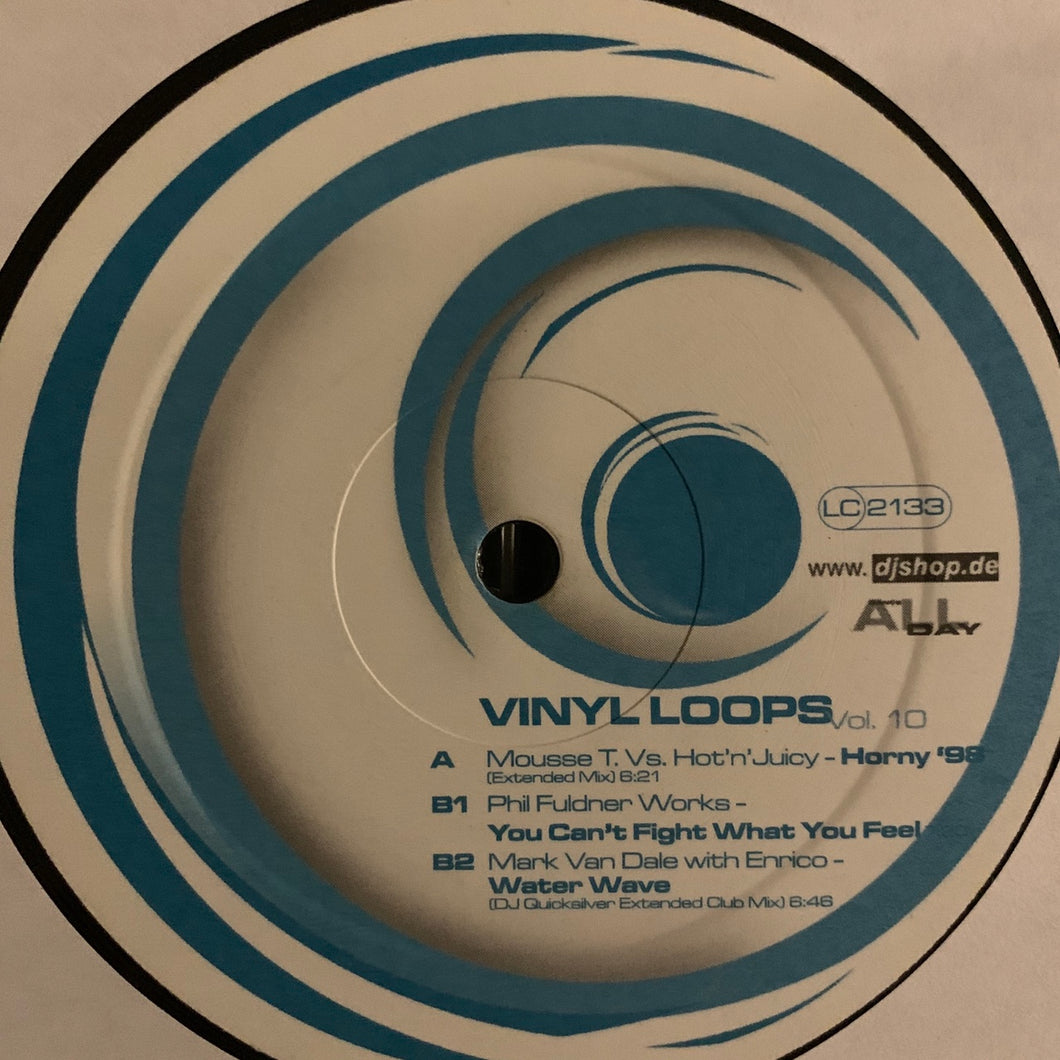 LC 2133
www.djshop.de
ALL
DAY
VINYL LOOPS Vol. 10
A Mousse T. Vs. Hot'n'Juicy - Horny '98
(Extended Mix) 6:21
B1 Phil Fuldner Works -
You Can't Fight What You Feel
B2 Mark Van Dale with Enrico -
Water Wave
(DJ Quicksilver Extended Club Mix) 6:46